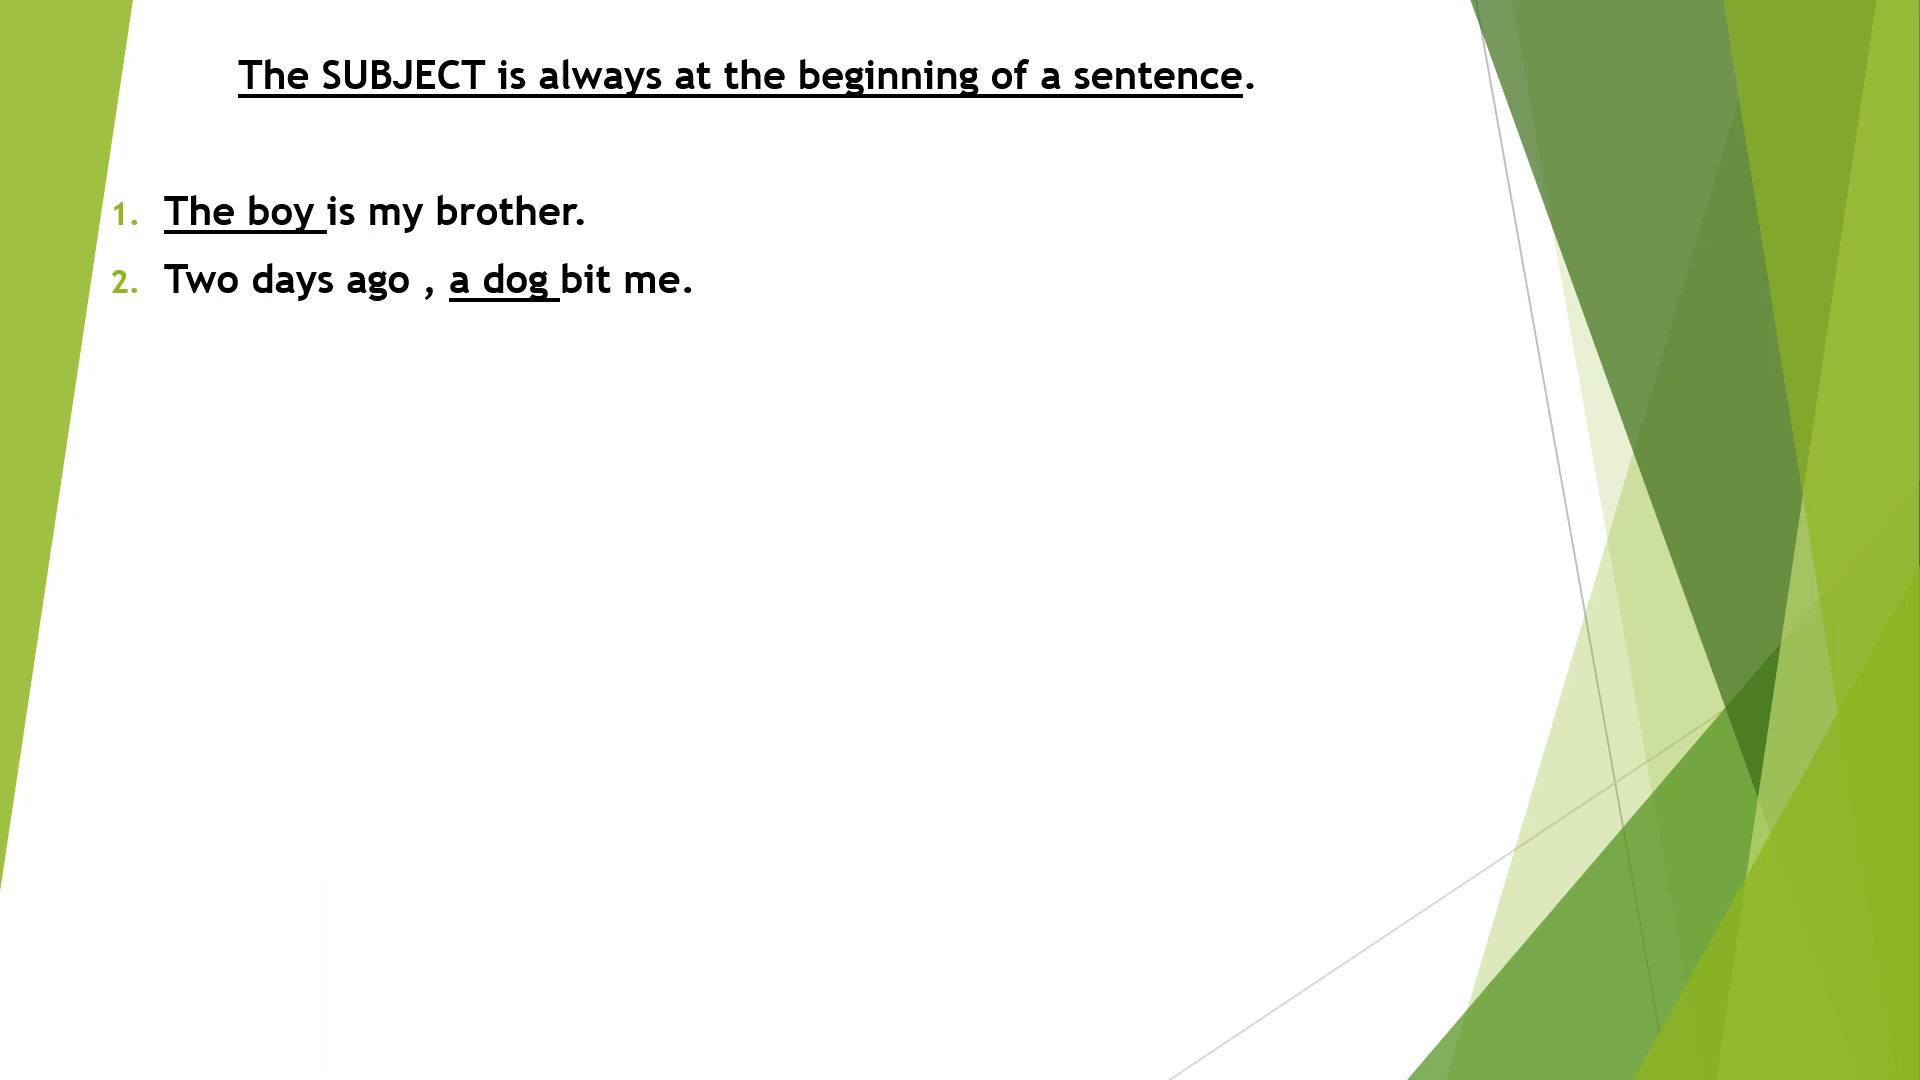 The SUBJECT is always at the beginning of a sentence.
1. The boy is my brother.
2. Two days ago , a dog bit me.